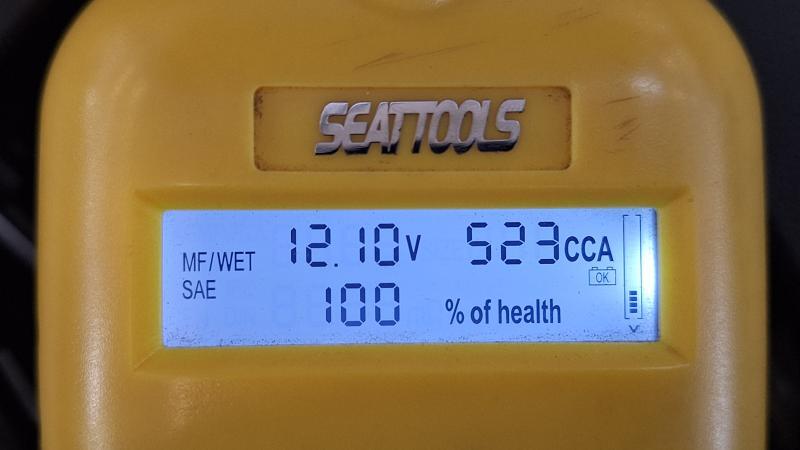 SEATTOOLS
MF/WET 12.10V 523CCA
SAE OK
100 % of health
V